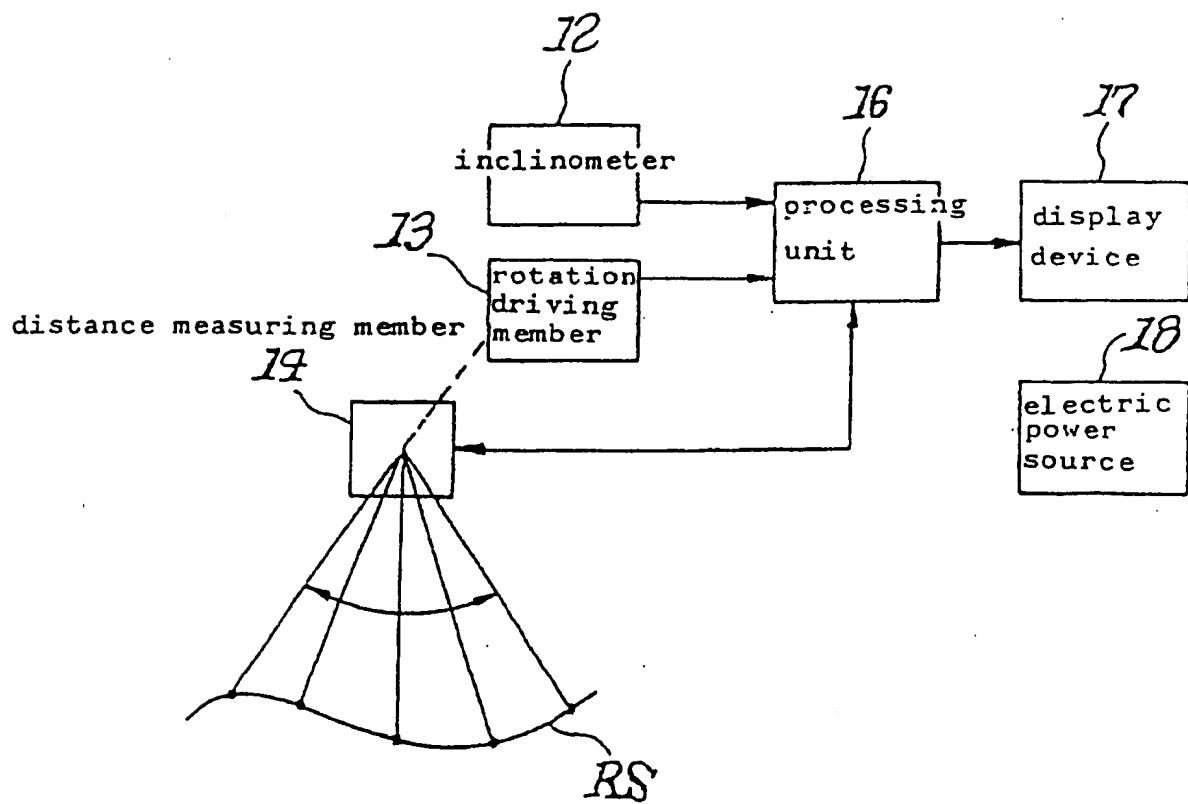 12
inclinometer
16
processing
unit
17
display
device
13
rotation
driving
member
distance measuring member
14
18
electric
power
source
RS